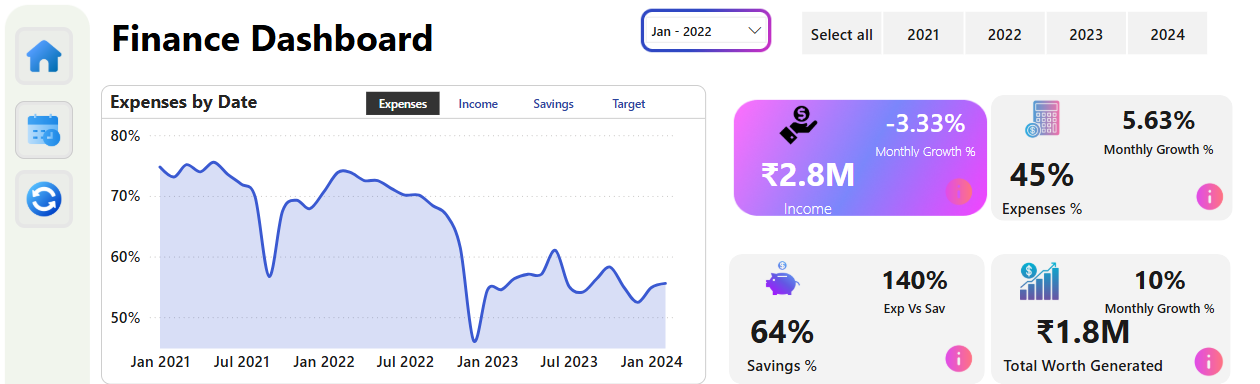 Finance Dashboard
Jan - 2022
Select all 2021 2022 2023 2024
Expenses by Date
Expenses Income Savings Target
80%
70%
60%
50%
Jan 2021 Jul 2021 Jan 2022 Jul 2022 Jan 2023 Jul 2023 Jan 2024
-3.33%
Monthly Growth %
₹2.8M
Income
5.63%
Monthly Growth %
45%
Expenses %
140%
Exp Vs Sav
64%
Savings %
10%
Monthly Growth %
₹1.8M
Total Worth Generated